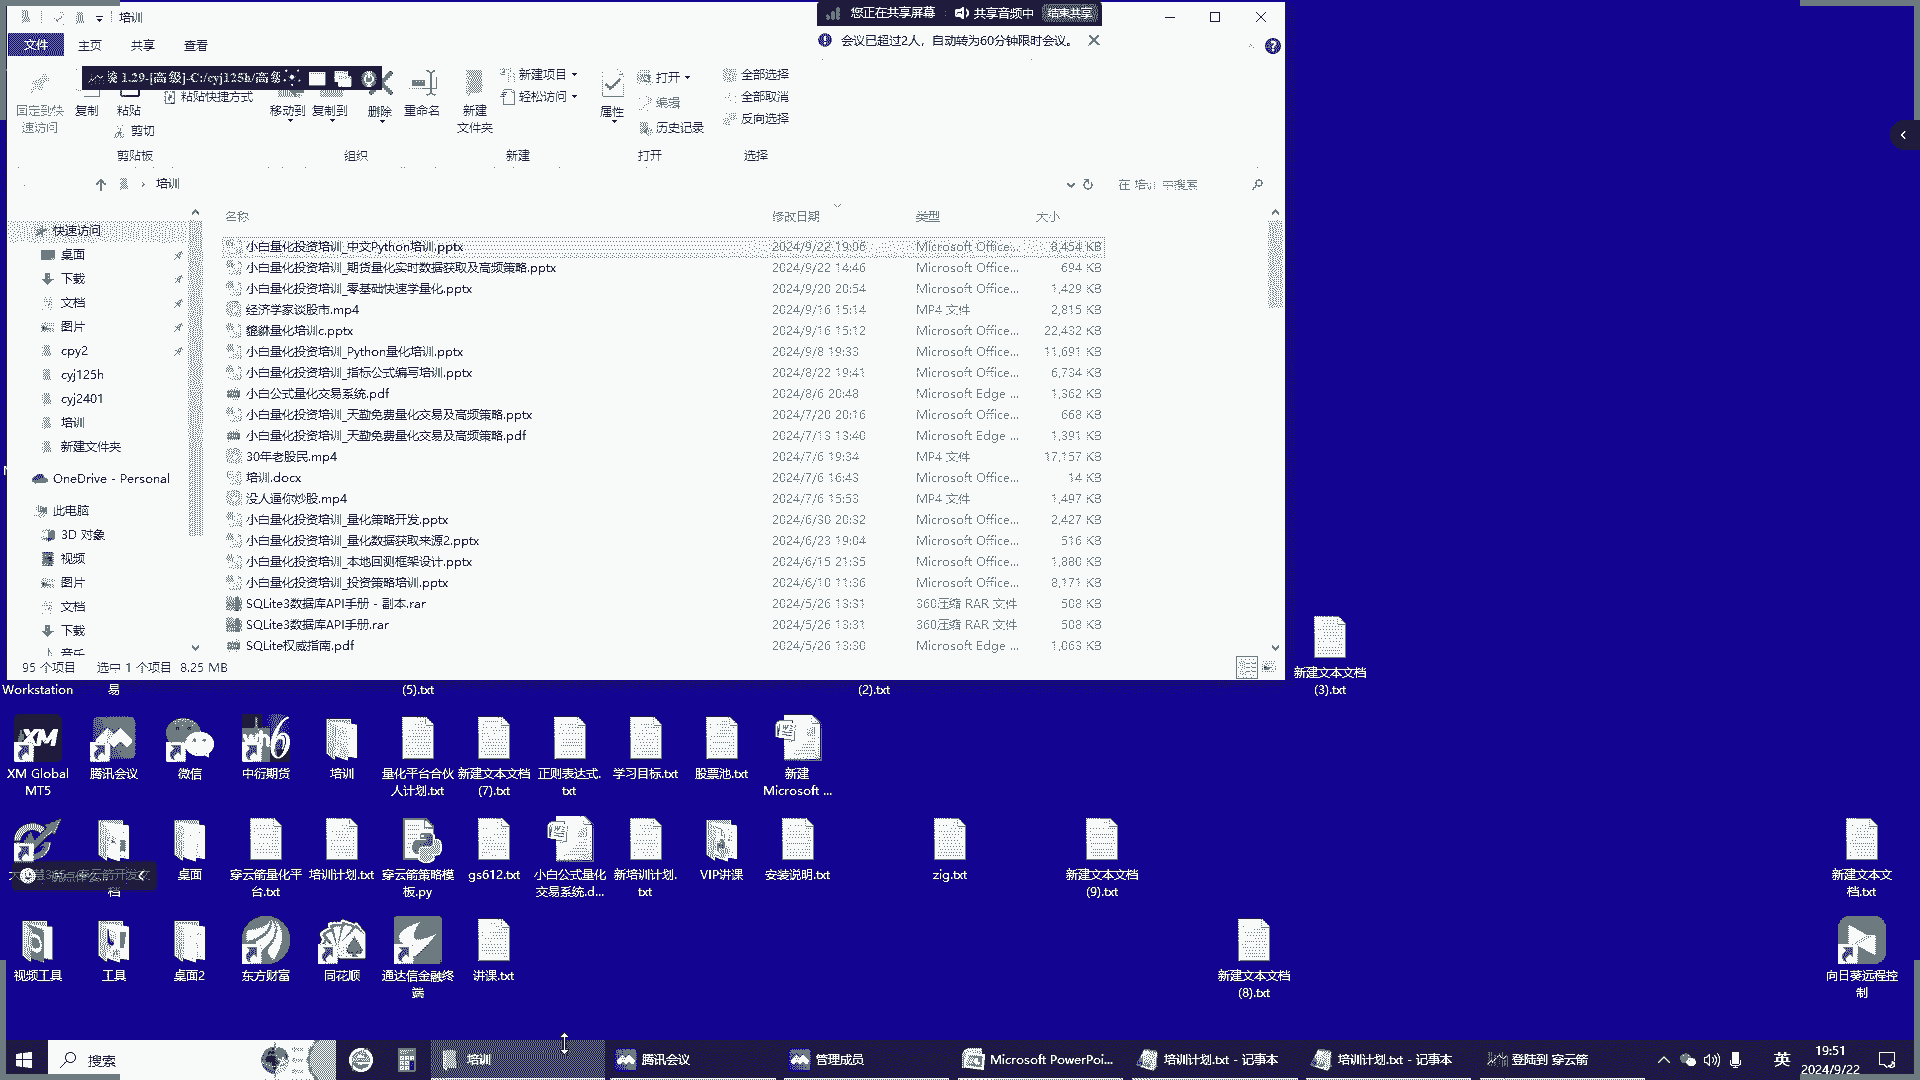 培训
您正在共享屏幕
共享音频中
结束共享
会议已超过2人，自动转为60分钟限时会议。
文件
主页
共享
查看
1.29-[高级]-C:/cyj125h/高级
固定到快速访问
复制
粘贴
粘贴快捷方式
剪切
移动到
复制到
删除
重命名
新建
文件夹
新建项目
轻松访问
属性
打开
编辑
历史记录
全部选择
全部取消
反向选择
剪贴板
组织
新建
打开
选择
培训
在 培训 中搜索
名称 修改日期 类型 大小
快速访问
桌面
下载
文档
图片
cpy2
cyj125h
cyj2401
培训
新建文件夹
OneDrive - Personal
此电脑
3D 对象
视频
图片
文档
下载
音乐
小白量化投资培训_中文Python培训.pptx 2024/9/22 19:06 Microsoft Office... 8,454 KB
小白量化投资培训_期货量化实时数据获取及高频策略.pptx 2024/9/22 14:46 Microsoft Office... 694 KB
小白量化投资培训_零基础快速学量化.pptx 2024/9/20 20:54 Microsoft Office... 1,429 KB
经济学家谈股市.mp4 2024/9/16 15:14 MP4 文件 2,815 KB
貔貅量化培训c.pptx 2024/9/16 15:12 Microsoft Office... 22,432 KB
小白量化投资培训_Python量化培训.pptx 2024/9/8 19:33 Microsoft Office... 11,691 KB
小白量化投资培训_指标公式编写培训.pptx 2024/8/22 19:41 Microsoft Office... 6,734 KB
小白公式量化交易系统.pdf 2024/8/6 20:48 Microsoft Edge ... 1,362 KB
小白量化投资培训_天勤免费量化交易及高频策略.pptx 2024/7/20 20:16 Microsoft Office... 668 KB
小白量化投资培训_天勤免费量化交易及高频策略.pdf 2024/7/13 13:40 Microsoft Edge ... 1,391 KB
30年老股民.mp4 2024/7/6 19:34 MP4 文件 17,157 KB
培训.docx 2024/7/6 16:43 Microsoft Office... 14 KB
没人逼你炒股.mp4 2024/7/6 15:53 MP4 文件 1,497 KB
小白量化投资培训_量化策略开发.pptx 2024/6/30 20:32 Microsoft Office... 2,427 KB
小白量化投资培训_量化数据获取来源2.pptx 2024/6/23 19:04 Microsoft Office... 516 KB
小白量化投资培训_本地回测框架设计.pptx 2024/6/15 21:35 Microsoft Office... 1,880 KB
小白量化投资培训_投资策略培训.pptx 2024/6/10 11:36 Microsoft Office... 8,171 KB
SQLite3数据库API手册 - 副本.rar 2024/5/26 13:31 360压缩 RAR 文件 508 KB
SQLite3数据库API手册.rar 2024/5/26 13:31 360压缩 RAR 文件 508 KB
SQLite权威指南.pdf 2024/5/26 13:30 Microsoft Edge ... 1,063 KB
95 个项目 选中 1 个项目 8.25 MB
新建文本文档
(3).txt
Workstation
易
(5).txt
(2).txt
XM Global
MT5
腾讯会议
微信
中衍期货
培训
量化平台合伙
人计划.txt
新建文本文档
(7).txt
正则表达式.
txt
学习目标.txt
股票池.txt
新建
Microsoft ...
档
桌面
穿云箭量化平
台.txt
培训计划.txt
穿云箭策略模
板.py
gs612.txt
小白公式量化
交易系统.d...
新培训计划.
txt
VIP讲课
安装说明.txt
zig.txt
新建文本文档
(9).txt
新建文本文
档.txt
视频工具
工具
桌面2
东方财富
同花顺
通达信金融终
端
讲课.txt
新建文本文档
(8).txt
向日葵远程控
制
搜索
培训
腾讯会议
管理成员
Microsoft PowerPoi...
培训计划.txt - 记事本
培训计划.txt - 记事本
登陆到 穿云箭
英
19:51
2024/9/22